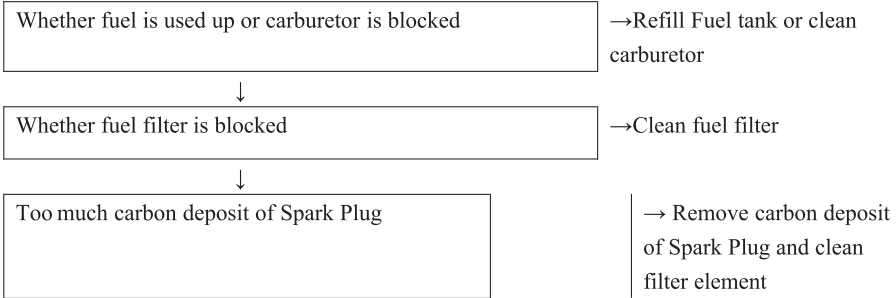 Whether fuel is used up or carburetor is blocked
→Refill Fuel tank or clean
carburetor
↓
Whether fuel filter is blocked
→Clean fuel filter
↓
Too much carbon deposit of Spark Plug
→ Remove carbon deposit
of Spark Plug and clean
filter element